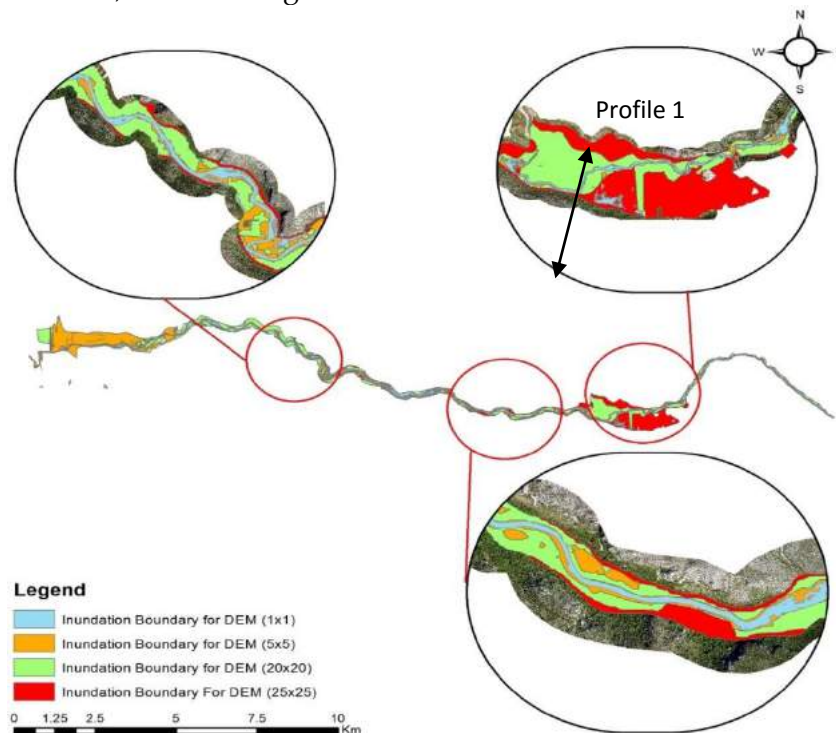 N
W
S
Profile 1
Legend
Inundation Boundary for DEM (1x1)
Inundation Boundary for DEM (5x5)
Inundation Boundary for DEM (20x20)
Inundation Boundary For DEM (25x25)
0 1.25 2.5 5 7.5 10
Km